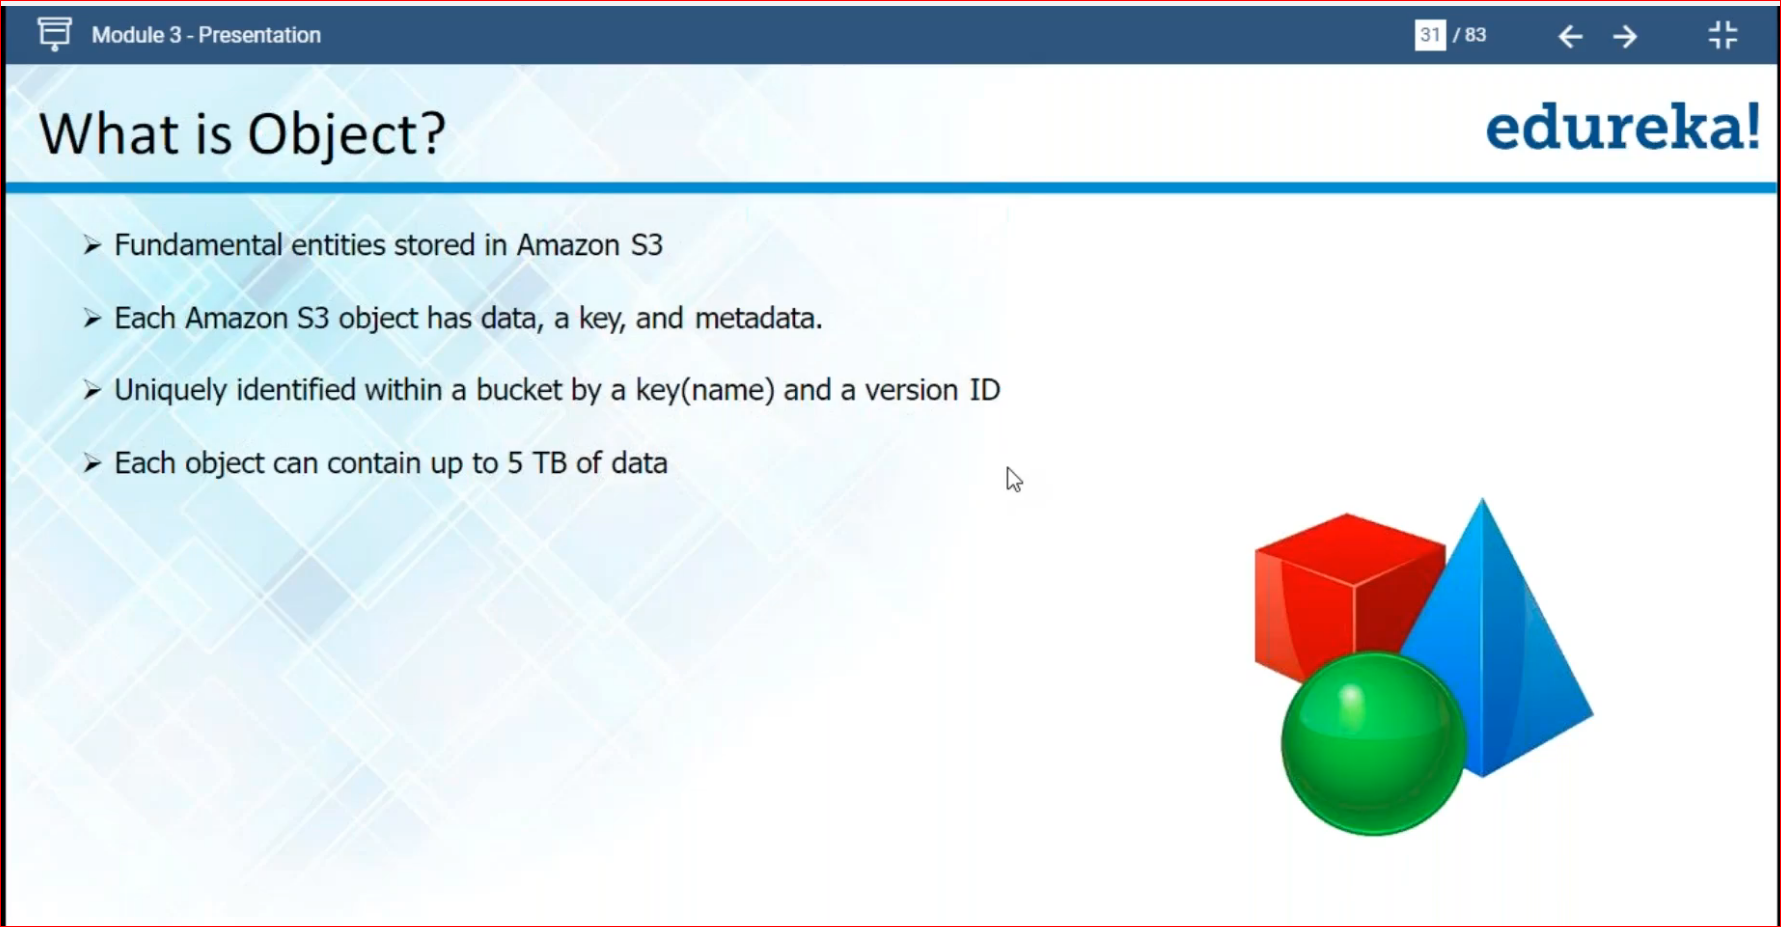 Module 3 - Presentation
31 / 83
What is Object?
edureka!
Fundamental entities stored in Amazon S3
Each Amazon S3 object has data, a key, and metadata.
Uniquely identified within a bucket by a key(name) and a version ID
Each object can contain up to 5 TB of data